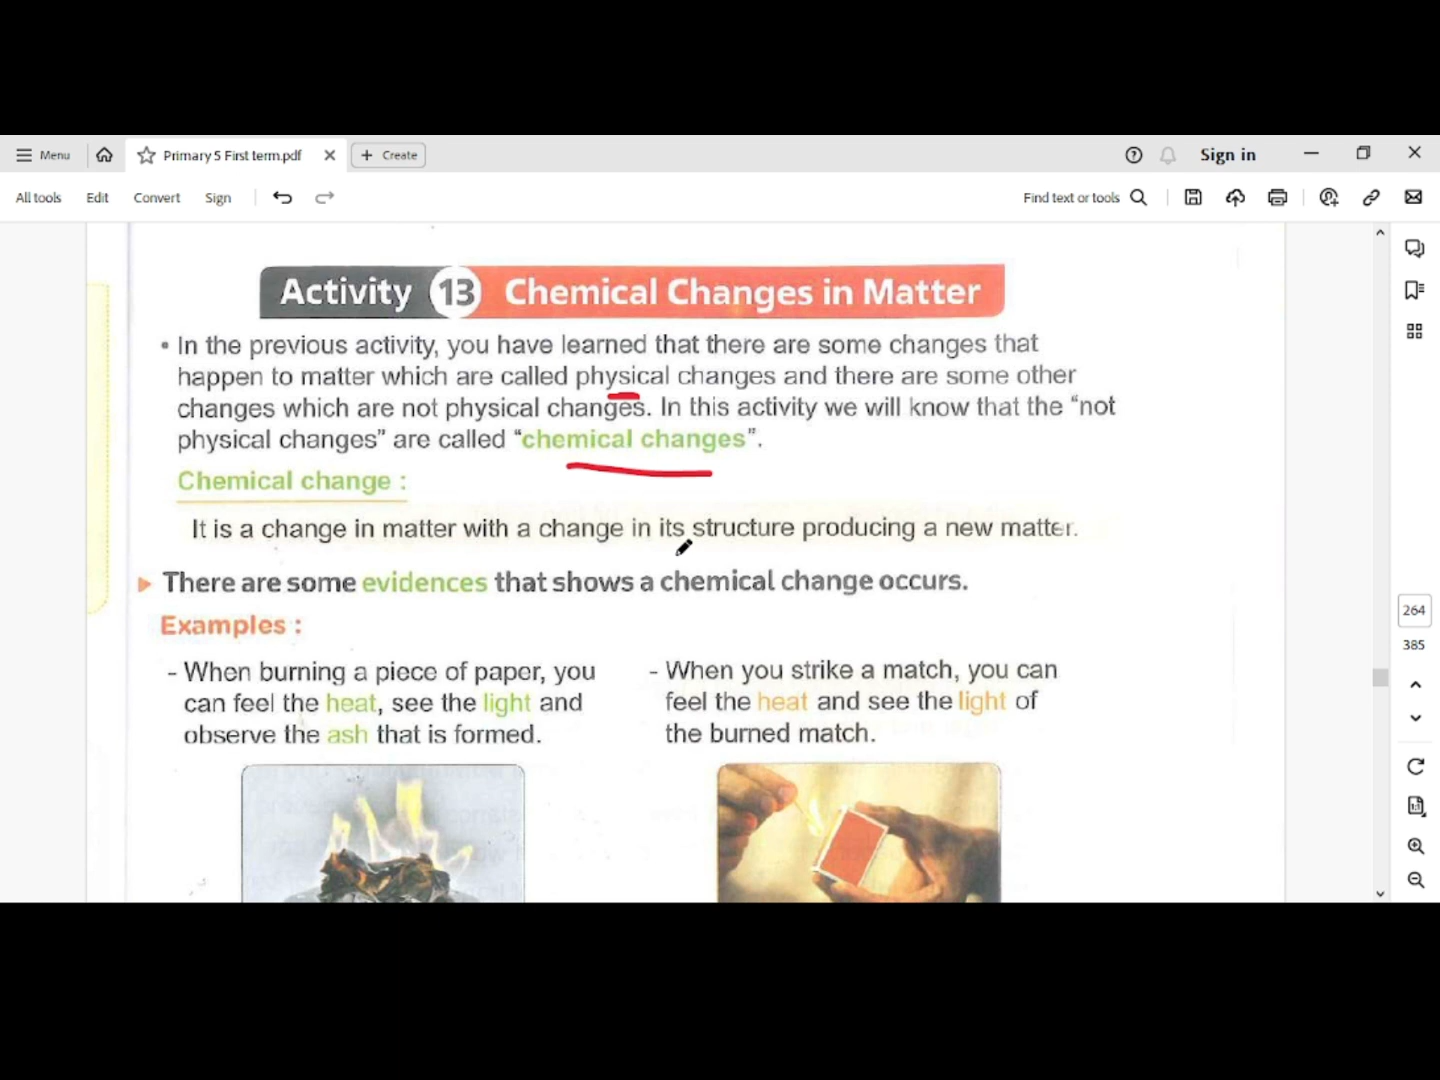 Menu
Primary 5 First term.pdf
Create
Sign in
All tools
Edit
Convert
Sign
Find text or tools
Activity 13 Chemical Changes in Matter
• In the previous activity, you have learned that there are some changes that
happen to matter which are called physical changes and there are some other
changes which are not physical changes. In this activity we will know that the “not
physical changes” are called “chemical changes”.
Chemical change :
It is a change in matter with a change in its structure producing a new matter.
There are some evidences that shows a chemical change occurs.
Examples :
- When burning a piece of paper, you
can feel the heat, see the light and
observe the ash that is formed.
- When you strike a match, you can
feel the heat and see the light of
the burned match.
264
385